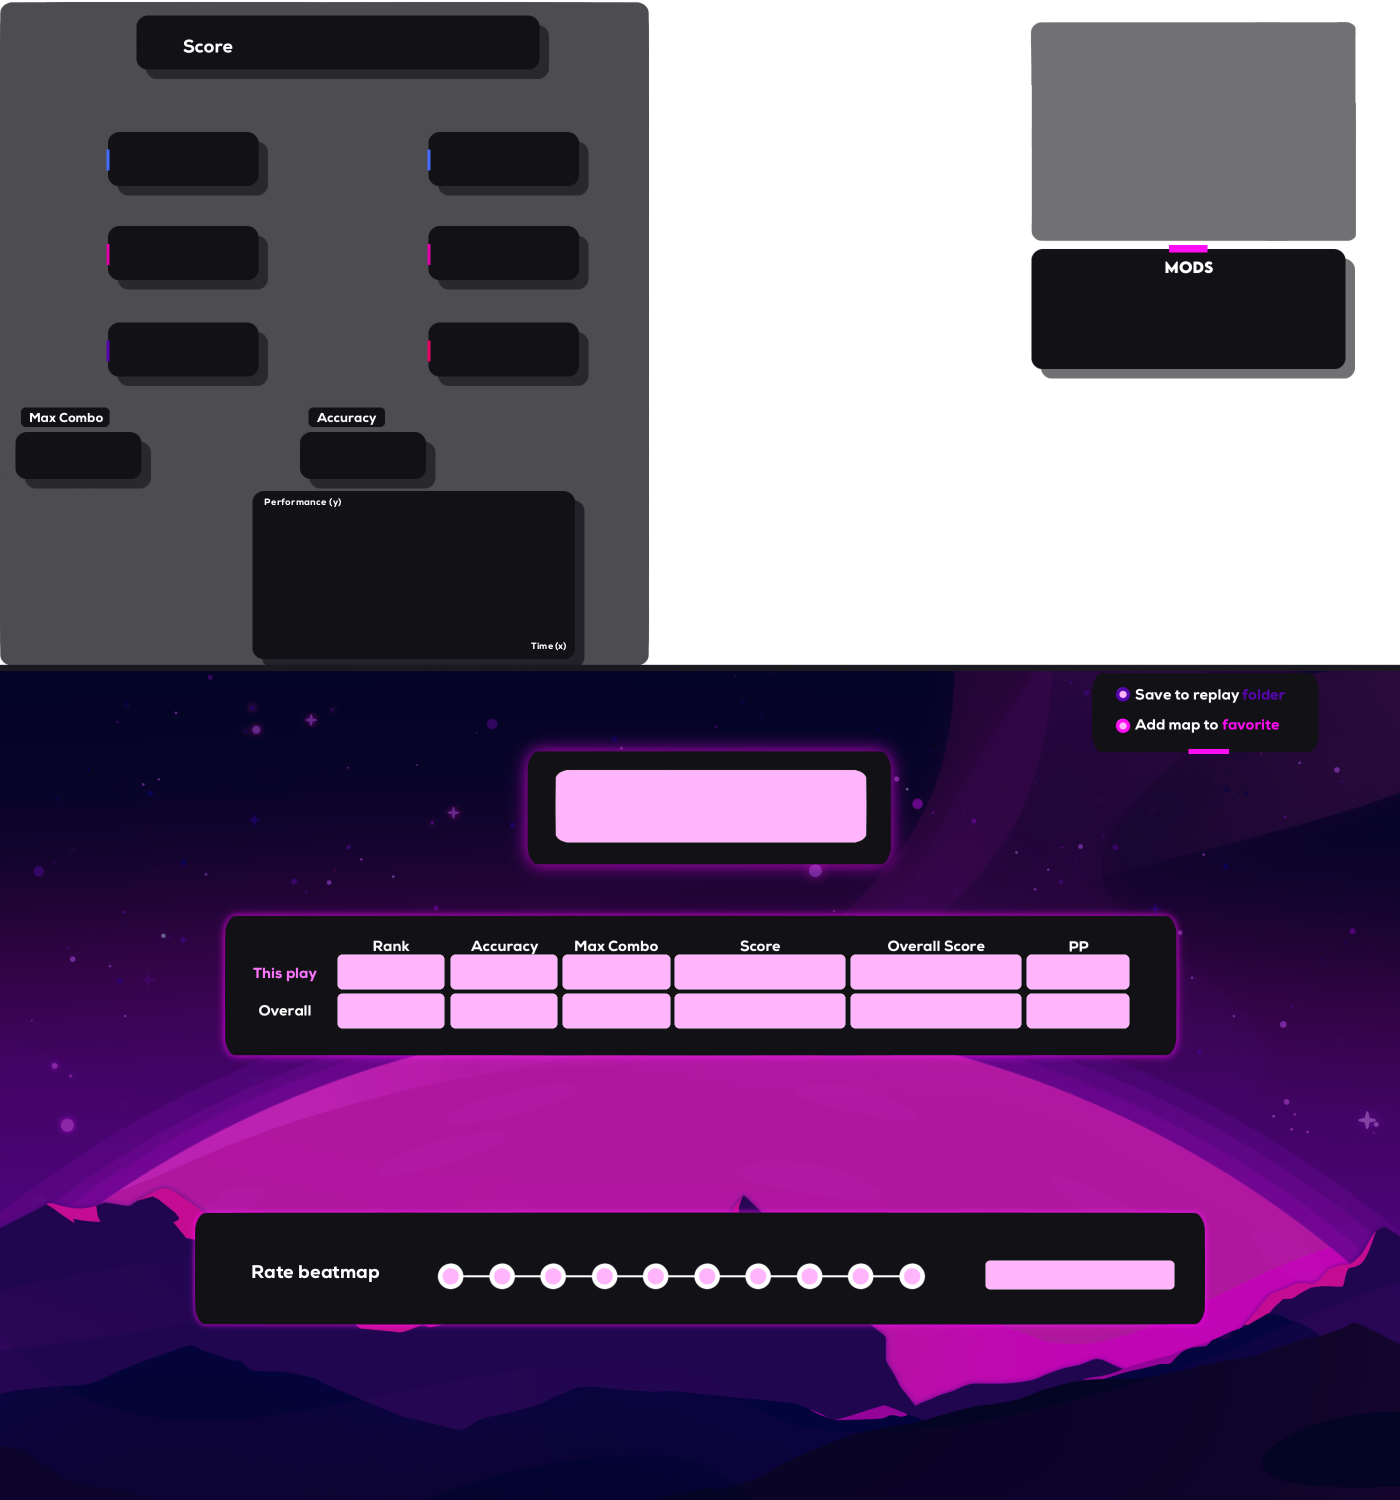 Score
MODS
Max Combo
Accuracy
Performance (y)
Time (x)
Save to replay folder
Add map to favorite
Rank Accuracy Max Combo Score Overall Score PP
This play
Overall
Rate beatmap